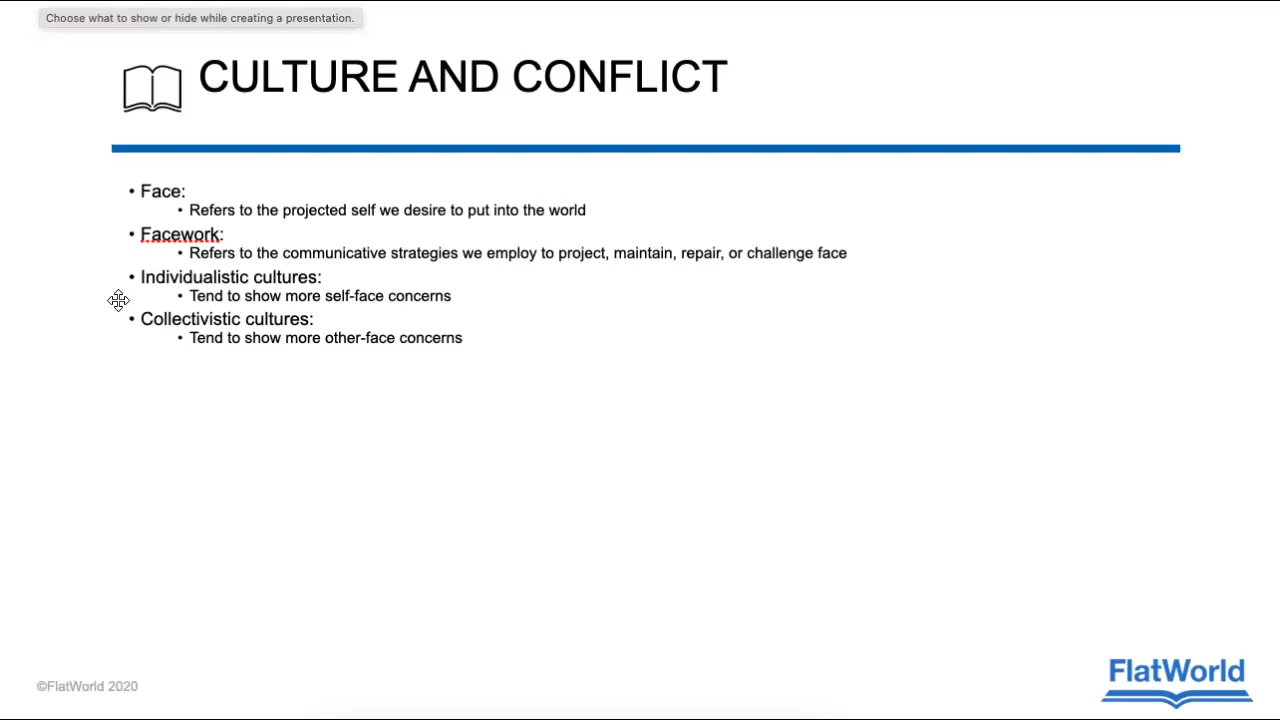 Choose what to show or hide while creating a presentation.
CULTURE AND CONFLICT
• Face:
• Refers to the projected self we desire to put into the world
• Facework:
• Refers to the communicative strategies we employ to project, maintain, repair, or challenge face
• Individualistic cultures:
• Tend to show more self-face concerns
• Collectivistic cultures:
• Tend to show more other-face concerns
©FlatWorld 2020
FlatWorld